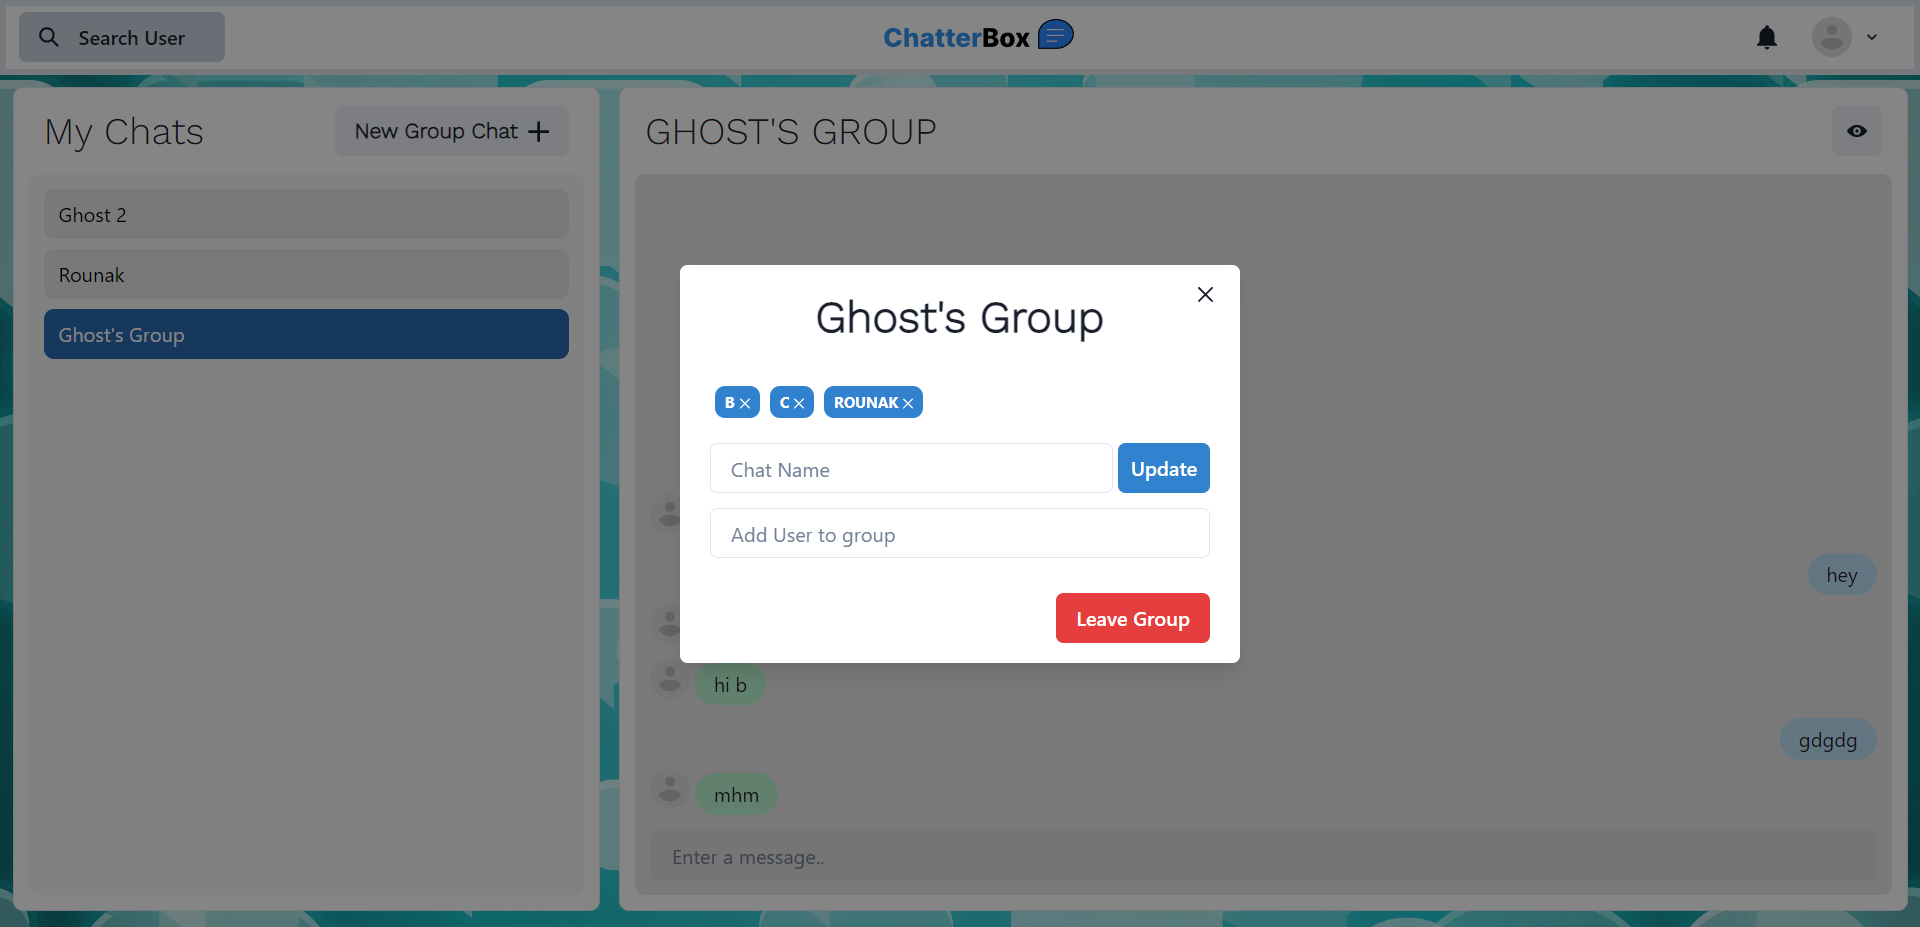 Search User
ChatterBox
My Chats
New Group Chat
GHOST'S GROUP
Ghost 2
Rounak
Ghost's Group
Ghost's Group
B
C
ROUNAK
Chat Name
Update
Add User to group
Leave Group
hey
hi b
gdgdg
mhm
Enter a message..